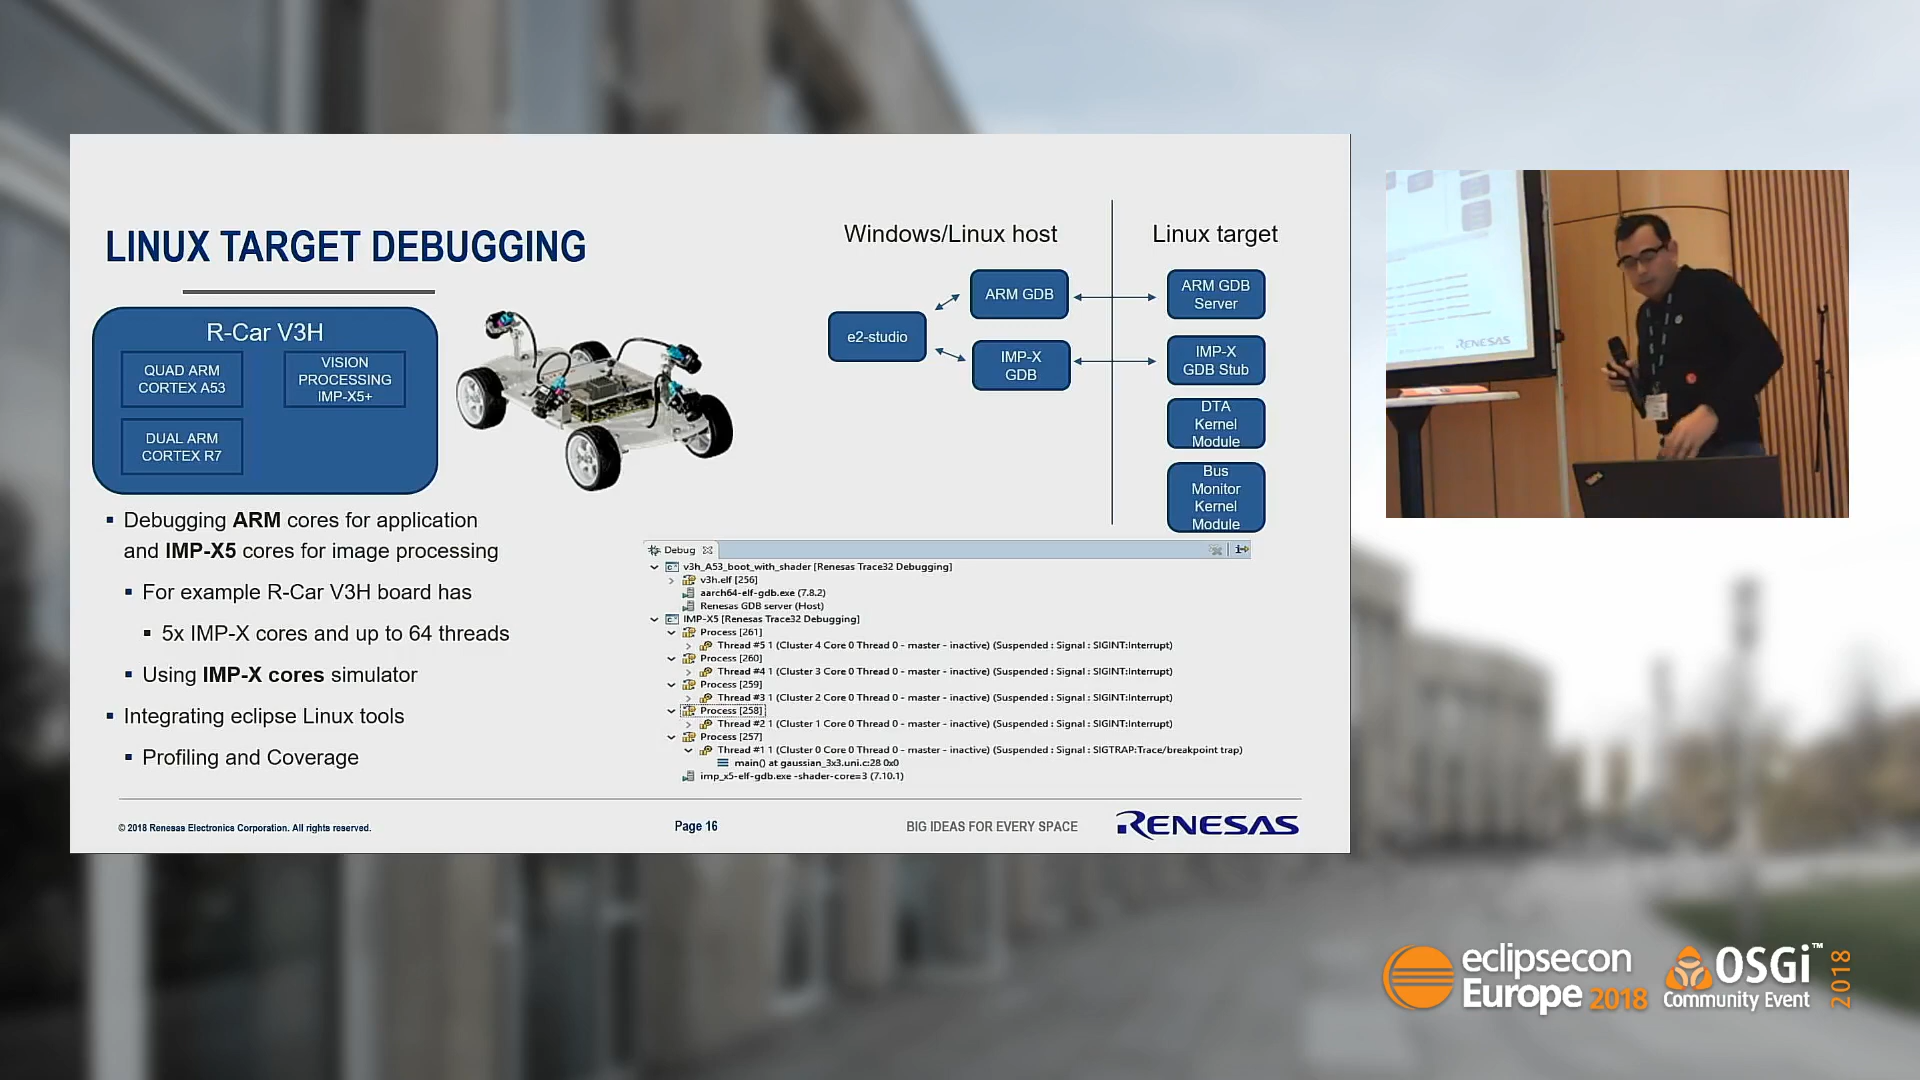 LINUX TARGET DEBUGGING
R-Car V3H
QUAD ARM
CORTEX A53
VISION
PROCESSING
IMP-X5+
DUAL ARM
CORTEX R7
Windows/Linux host
Linux target
e2-studio
ARM GDB
IMP-X
GDB
ARM GDB
Server
IMP-X
GDB Stub
DTA
Kernel
Module
Bus
Monitor
Kernel
Module
▪ Debugging ARM cores for application
and IMP-X5 cores for image processing
▪ For example R-Car V3H board has
▪ 5x IMP-X cores and up to 64 threads
▪ Using IMP-X cores simulator
▪ Integrating eclipse Linux tools
▪ Profiling and Coverage
Debug
v3h_A53_boot_with_shader [Renesas Trace32 Debugging]
v3h.elf [256]
aarch64-elf-gdb.exe (7.8.2)
Renesas GDB server (Host)
IMP-X5 [Renesas Trace32 Debugging]
Process [261]
Thread #5 1 (Cluster 4 Core 0 Thread 0 - master - inactive) (Suspended : Signal : SIGINT:Interrupt)
Process [260]
Thread #4 1 (Cluster 3 Core 0 Thread 0 - master - inactive) (Suspended : Signal : SIGINT:Interrupt)
Process [259]
Thread #3 1 (Cluster 2 Core 0 Thread 0 - master - inactive) (Suspended : Signal : SIGINT:Interrupt)
Process [258]
Thread #2 1 (Cluster 1 Core 0 Thread 0 - master - inactive) (Suspended : Signal : SIGINT:Interrupt)
Process [257]
Thread #1 1 (Cluster 0 Core 0 Thread 0 - master - inactive) (Suspended : Signal : SIGTRAP:Trace/breakpoint trap)
main() at gaussian_3x3.uni.c:28 0x0
imp_x5-elf-gdb.exe -shader-core=3 (7.10.1)
© 2018 Renesas Electronics Corporation. All rights reserved.
Page 16
BIG IDEAS FOR EVERY SPACE
RENESAS
RENESAS
eclipsecon
Europe 2018
OSGi™
Community Event
2018